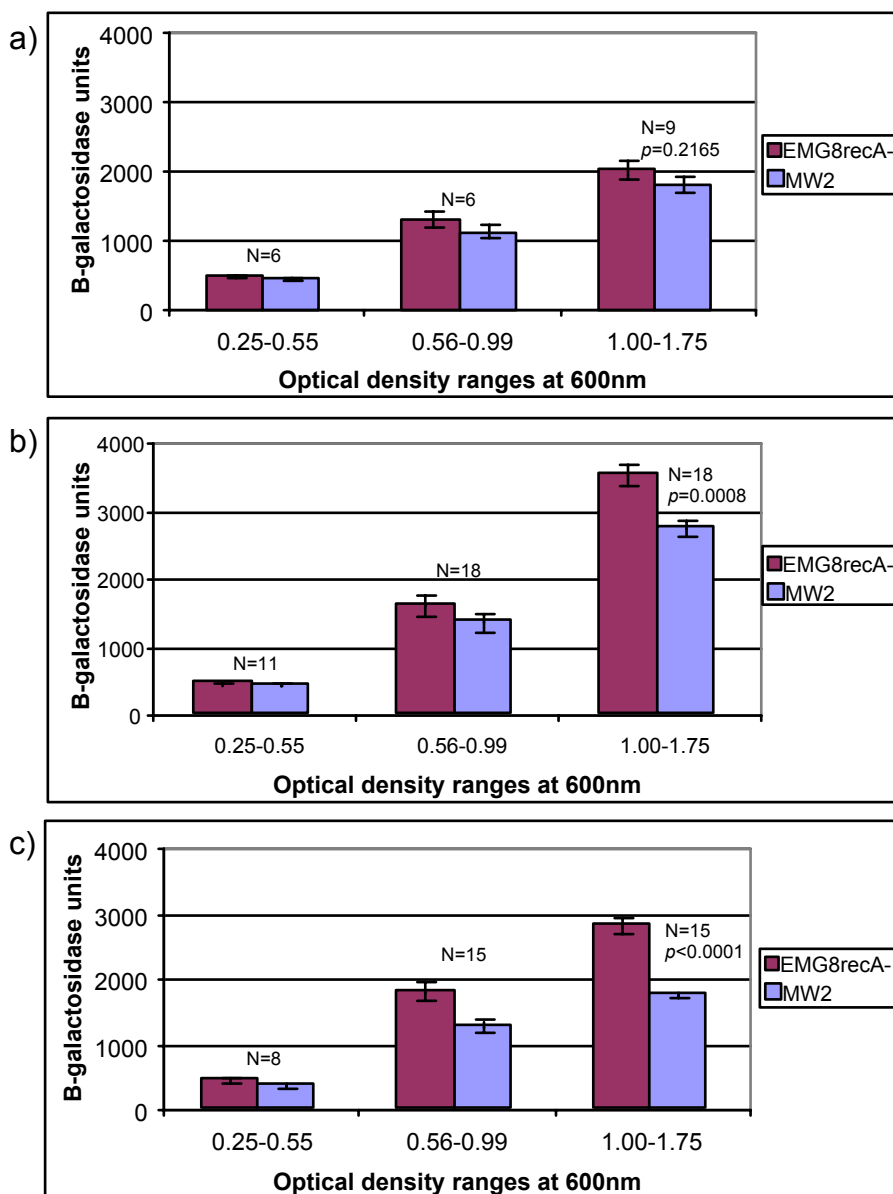 a)
B-galactosidase units
4000
3000
2000
1000
0
N=6
N=6
N=9
p=0.2165
0.25-0.55 0.56-0.99 1.00-1.75
Optical density ranges at 600nm
EMG8recA-
MW2
b)
B-galactosidase units
4000
3000
2000
1000
0
N=11
N=18
N=18
p=0.0008
0.25-0.55 0.56-0.99 1.00-1.75
Optical density ranges at 600nm
EMG8recA-
MW2
c)
B-galactosidase units
4000
3000
2000
1000
0
N=8
N=15
N=15
p<0.0001
0.25-0.55 0.56-0.99 1.00-1.75
Optical density ranges at 600nm
EMG8recA-
MW2